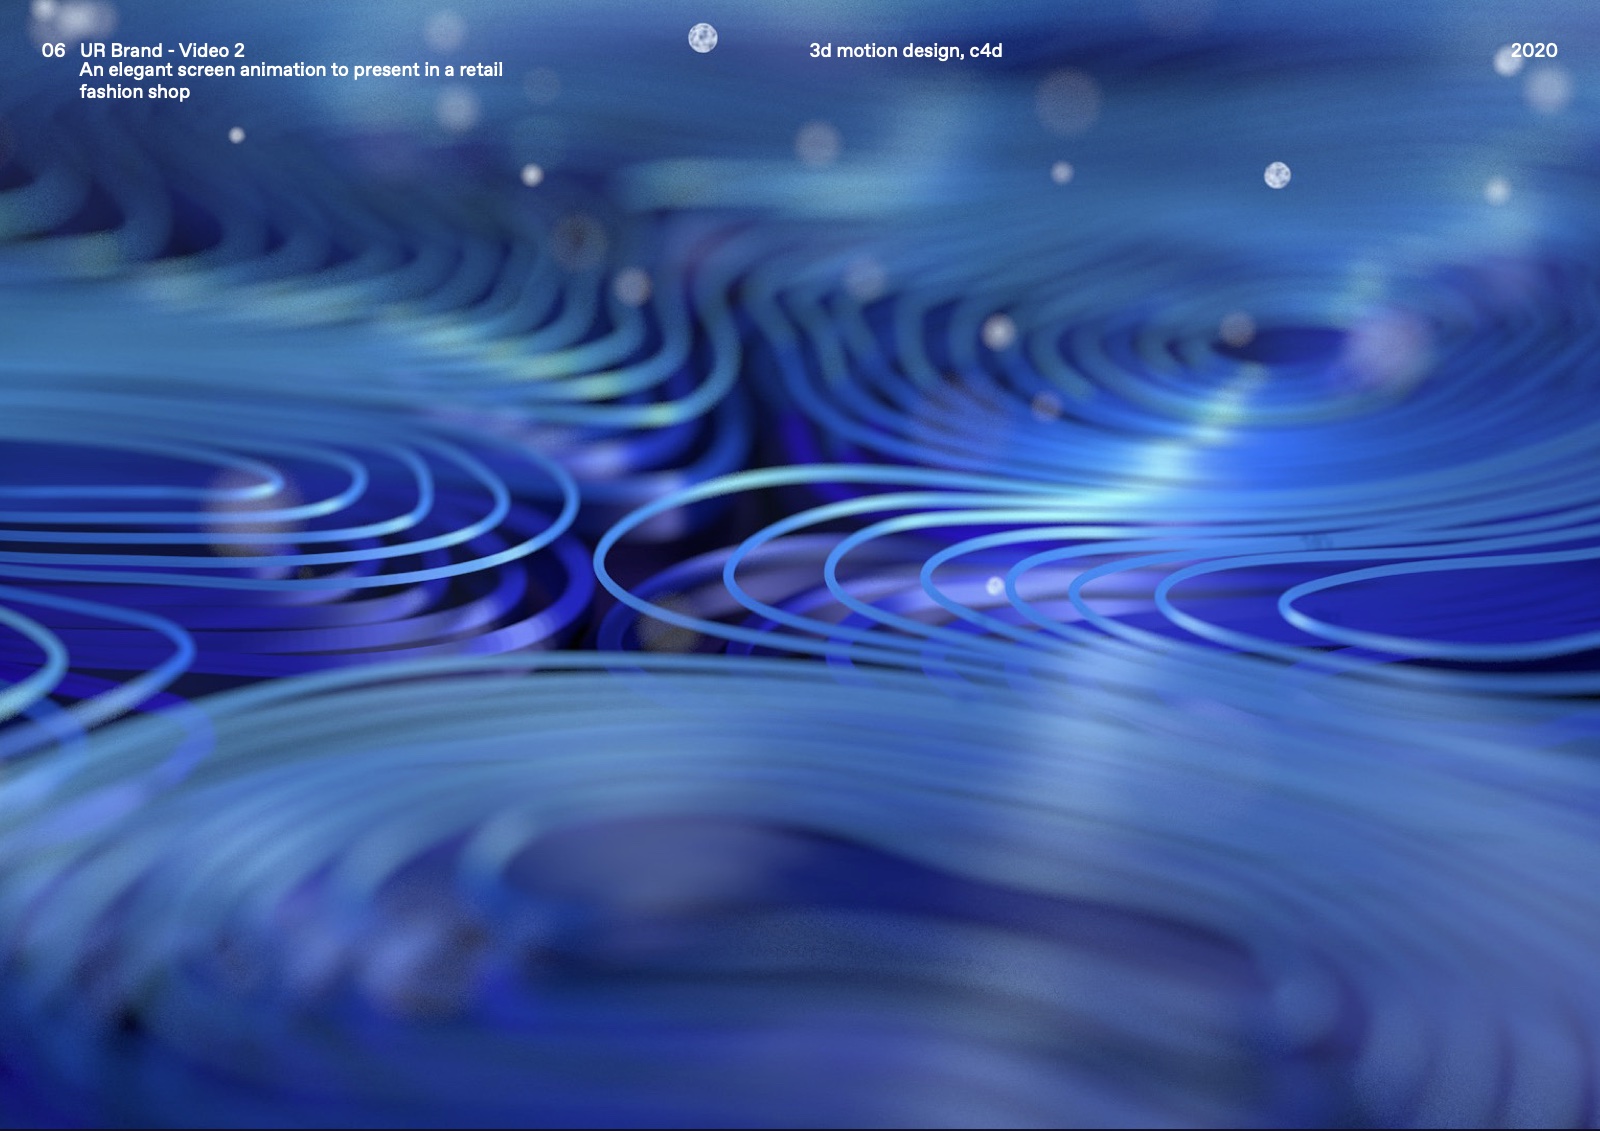 06 UR Brand - Video 2
An elegant screen animation to present in a retail
fashion shop
3d motion design, c4d
2020